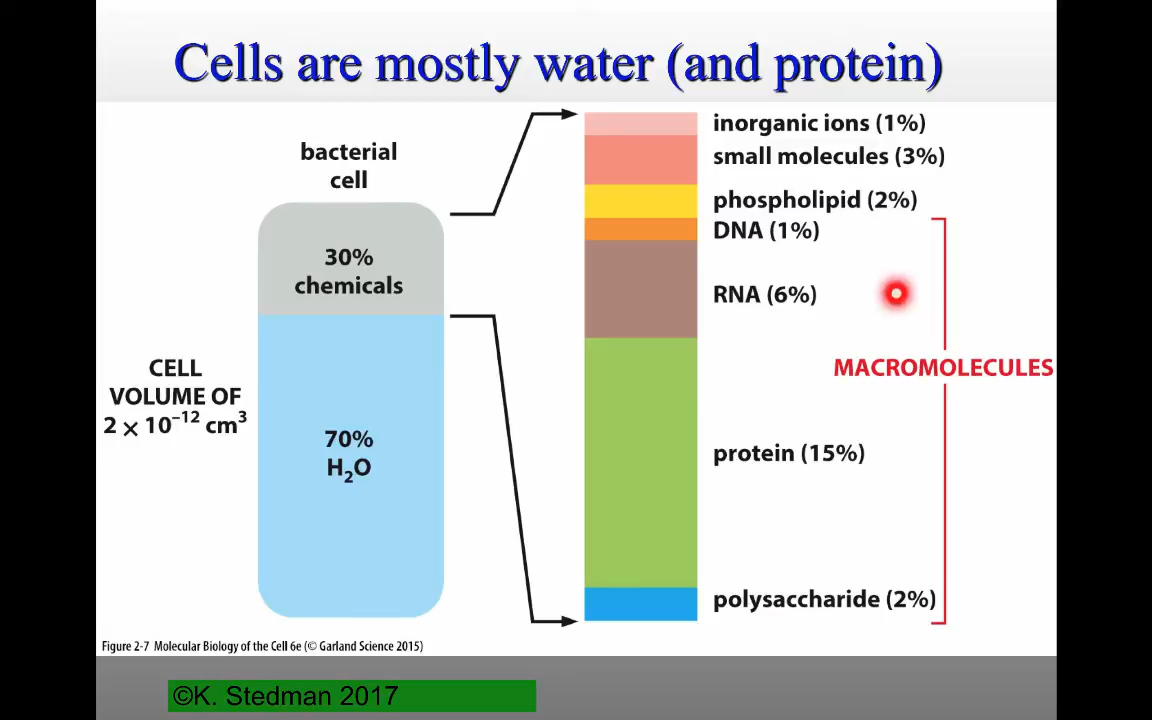 Cells are mostly water (and protein)
bacterial
cell
30%
chemicals
CELL
VOLUME OF
2 × 10⁻¹² cm³
70%
H₂O
inorganic ions (1%)
small molecules (3%)
phospholipid (2%)
DNA (1%)
RNA (6%)
MACROMOLECULES
protein (15%)
polysaccharide (2%)
Figure 2-7 Molecular Biology of the Cell 6e (© Garland Science 2015)
©K. Stedman 2017